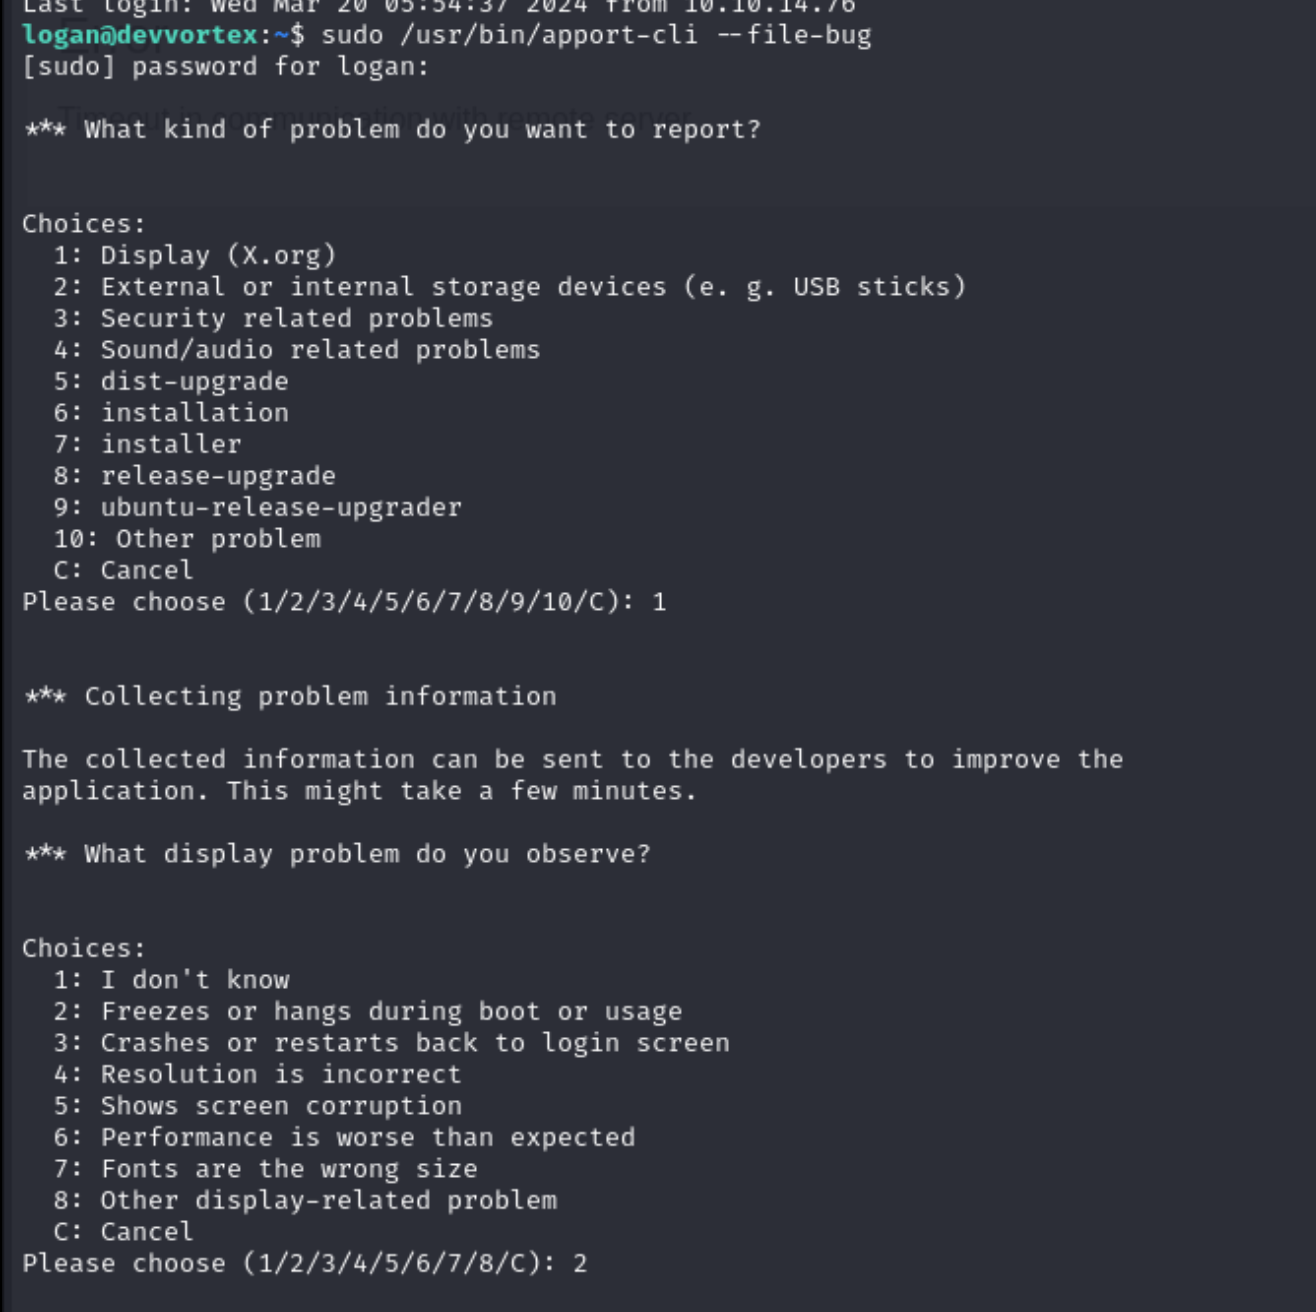 Last login: Wed Mar 20 05:54:37 2024 from 10.10.14.76
logan@devvortex:~$ sudo /usr/bin/apport-cli --file-bug
[sudo] password for logan:
Error
Timeout in communication with remote server
*** What kind of problem do you want to report?
Choices:
1: Display (X.org)
2: External or internal storage devices (e. g. USB sticks)
3: Security related problems
4: Sound/audio related problems
5: dist-upgrade
6: installation
7: installer
8: release-upgrade
9: ubuntu-release-upgrader
10: Other problem
C: Cancel
Please choose (1/2/3/4/5/6/7/8/9/10/C): 1
*** Collecting problem information
The collected information can be sent to the developers to improve the
application. This might take a few minutes.
*** What display problem do you observe?
Choices:
1: I don't know
2: Freezes or hangs during boot or usage
3: Crashes or restarts back to login screen
4: Resolution is incorrect
5: Shows screen corruption
6: Performance is worse than expected
7: Fonts are the wrong size
8: Other display-related problem
C: Cancel
Please choose (1/2/3/4/5/6/7/8/C): 2